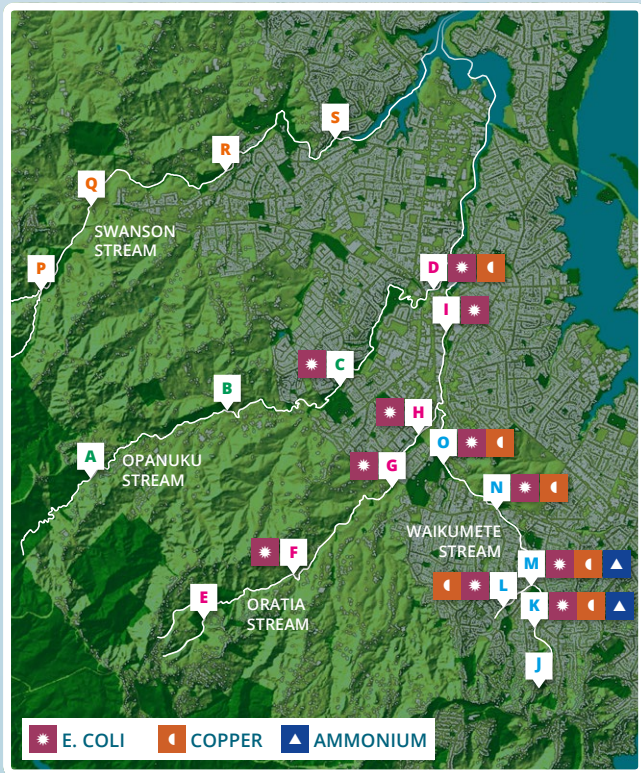 S
R
Q
SWANSON
STREAM
P
D
I
C
B
H
O
A
OPANUKU
STREAM
G
N
WAIKUMETE
STREAM
F
M
L
E
ORATIA
STREAM
K
J
E. COLI
COPPER
AMMONIUM